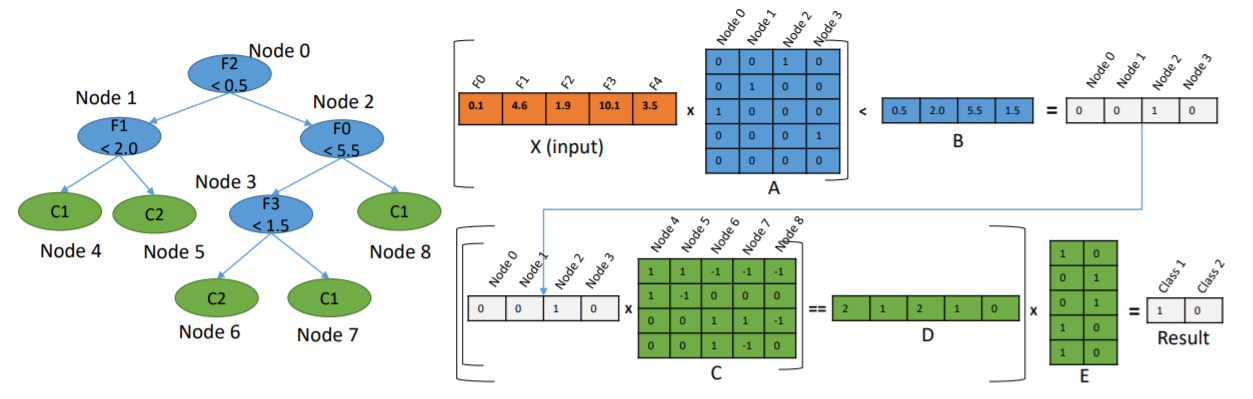 Node 0
F2
< 0.5
Node 1
Node 2
F1
< 2.0
F0
< 5.5
Node 3
C1
C2
F3
< 1.5
C1
Node 4
Node 5
Node 8
C2
C1
Node 6
Node 7
F0 F1 F2 F3 F4
0.1 4.6 1.9 10.1 3.5
X (input)
x
Node 0 Node 1 Node 2 Node 3
0 0 1 0
0 1 0 0
1 0 0 0
0 0 0 1
0 0 0 0
A
<
0.5 2.0 5.5 1.5
B
=
Node 0 Node 1 Node 2 Node 3
0 0 1 0
Node 0 Node 1 Node 2 Node 3
0 0 1 0
x
Node 4 Node 5 Node 6 Node 7 Node 8
1 1 -1 -1 -1
1 -1 0 0 0
0 0 1 1 -1
0 0 1 -1 0
C
==
2 1 2 1 0
D
x
1 0
0 1
0 1
1 0
1 0
E
=
Class 1 Class 2
1 0
Result